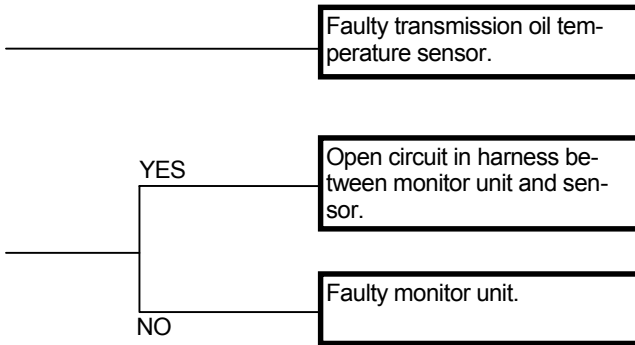 Faulty transmission oil tem-
perature sensor.
YES
Open circuit in harness be-
tween monitor unit and sen-
sor.
Faulty monitor unit.
NO